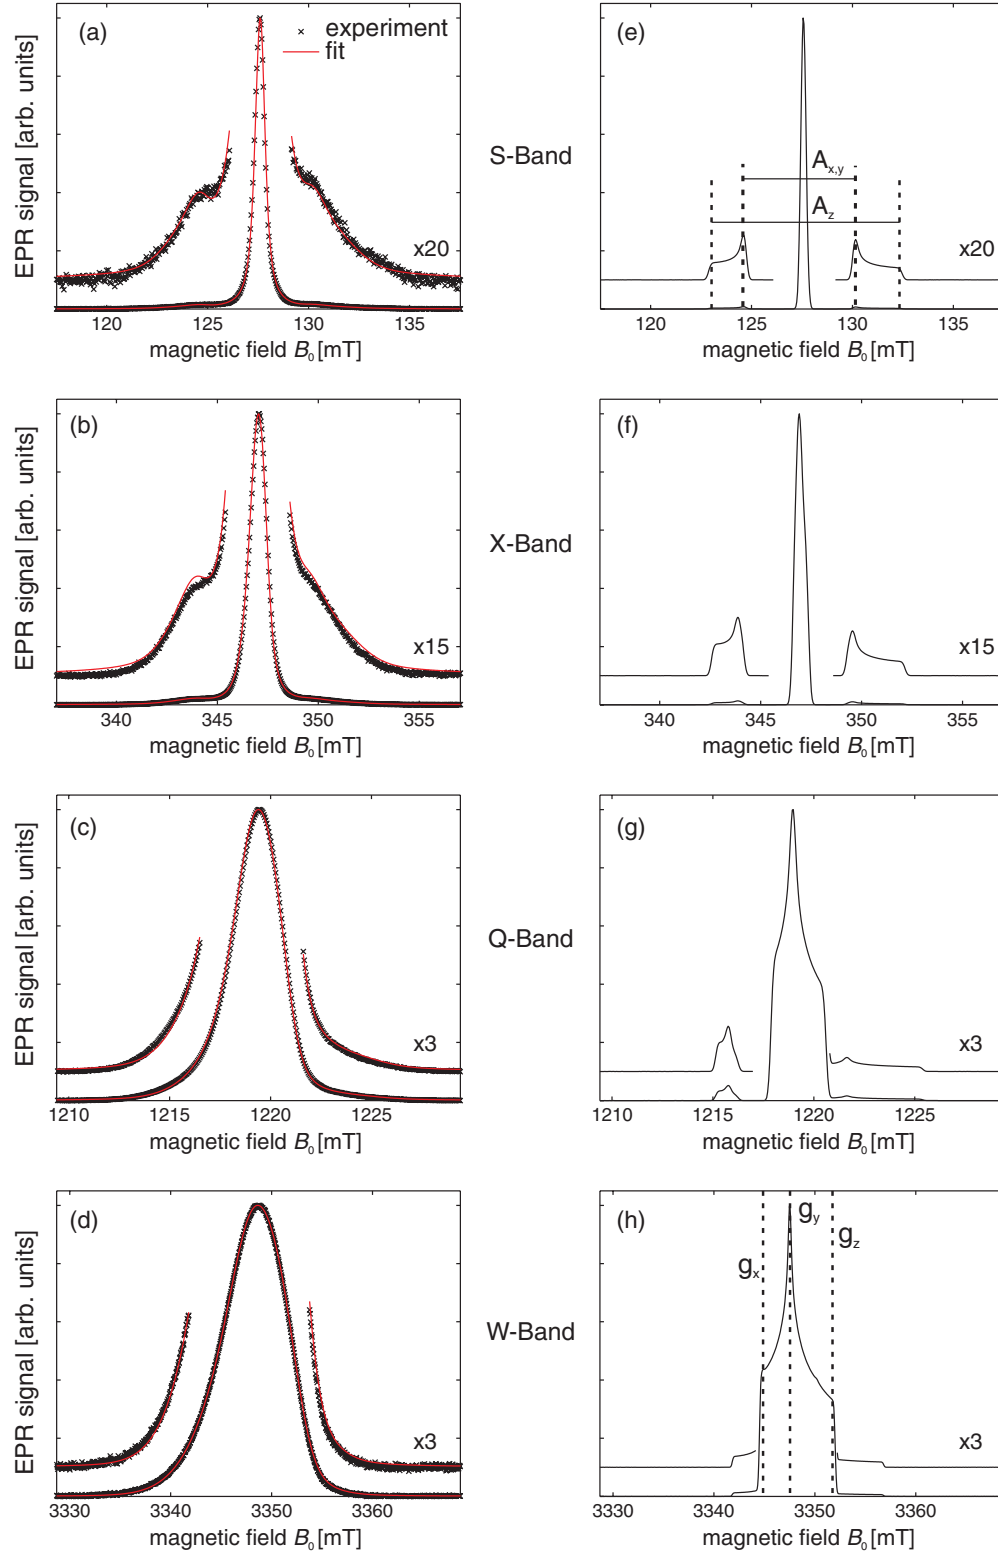 (a)
× experiment
fit
x20
EPR signal [arb. units]
120 125 130 135
magnetic field B₀ [mT]
S-Band
(e)
Aₓ,ᵧ
A_z
x20
120 125 130 135
magnetic field B₀ [mT]
(b)
x15
EPR signal [arb. units]
340 345 350 355
magnetic field B₀ [mT]
X-Band
(f)
x15
340 345 350 355
magnetic field B₀ [mT]
(c)
x3
EPR signal [arb. units]
1210 1215 1220 1225
magnetic field B₀ [mT]
Q-Band
(g)
x3
1210 1215 1220 1225
magnetic field B₀ [mT]
(d)
x3
EPR signal [arb. units]
3330 3340 3350 3360
magnetic field B₀ [mT]
W-Band
(h)
g_x
g_y
g_z
x3
3330 3340 3350 3360
magnetic field B₀ [mT]